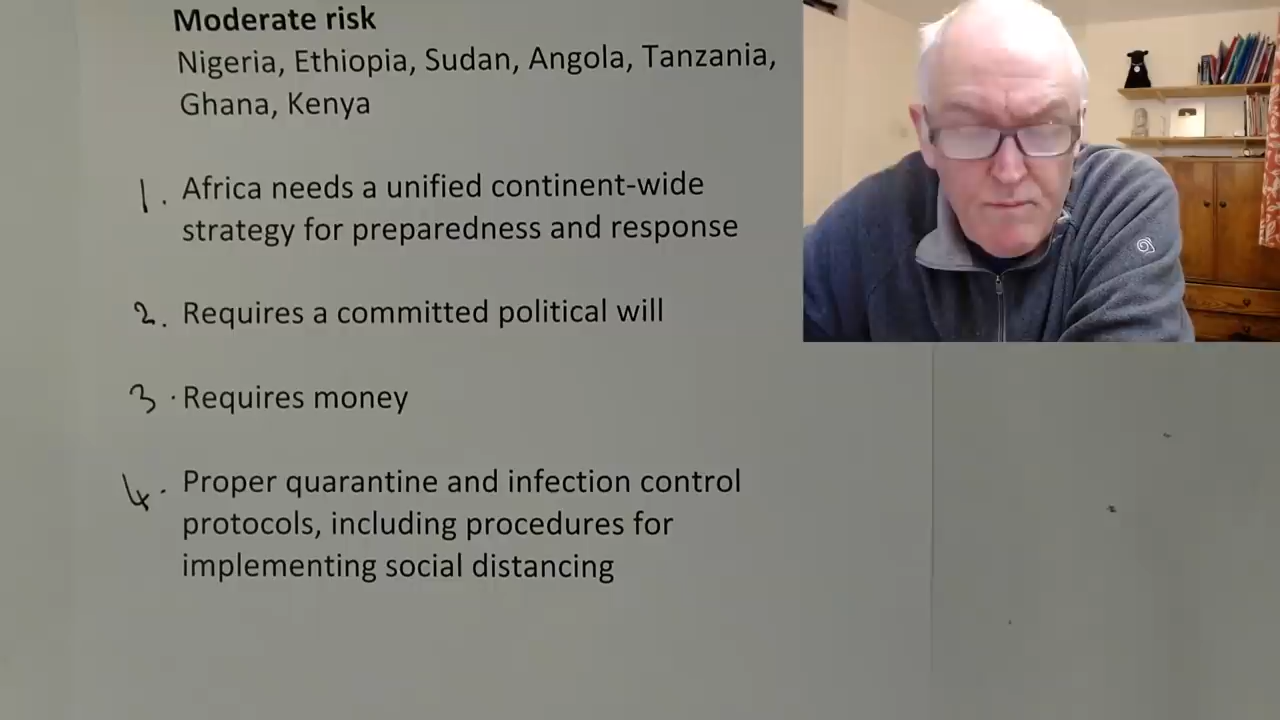 Moderate risk
Nigeria, Ethiopia, Sudan, Angola, Tanzania,
Ghana, Kenya
1. Africa needs a unified continent-wide
strategy for preparedness and response
2. Requires a committed political will
3. Requires money
4. Proper quarantine and infection control
protocols, including procedures for
implementing social distancing